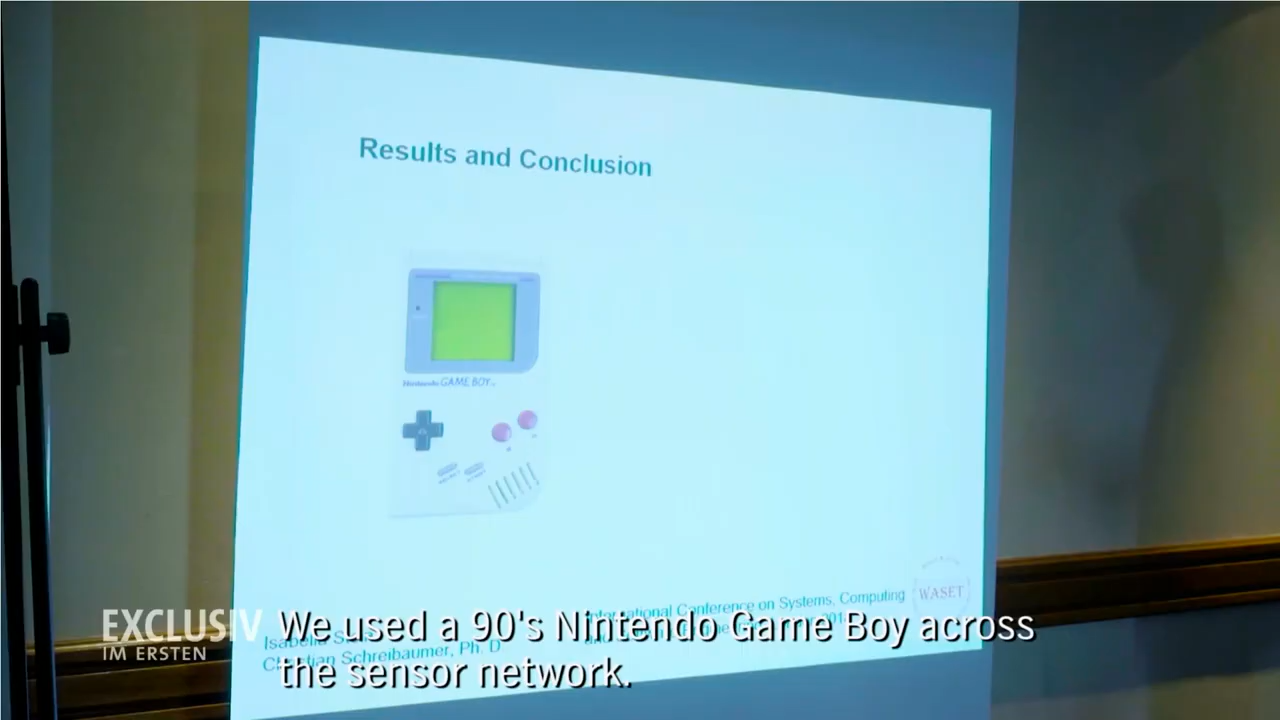 Results and Conclusion
Nintendo GAME BOY
International Conference on Systems, Computing
WASET
EXCLUSIV
IM ERSTEN
We used a 90's Nintendo Game Boy across
the sensor network.
Isabella
Christian Schreibaumer, Ph. D